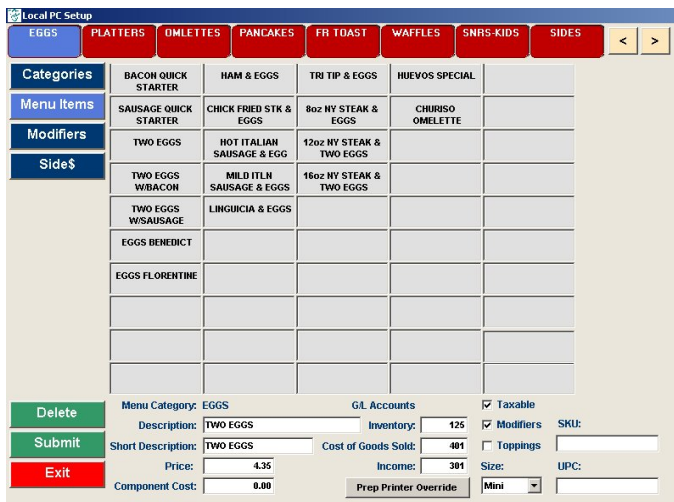 Local PC Setup
EGGS PLATTERS OMLETTES PANCAKES FR TOAST WAFFLES SNRS-KIDS SIDES < >
Categories
Menu Items
Modifiers
Side$
BACON QUICK STARTER
HAM & EGGS
TRI TIP & EGGS
HUEVOS SPECIAL
SAUSAGE QUICK STARTER
CHICK FRIED STK & EGGS
8oz NY STEAK & EGGS
CHURISO OMELETTE
TWO EGGS
HOT ITALIAN SAUSAGE & EGG
12oz NY STEAK & TWO EGGS
TWO EGGS W/BACON
MILD ITLN SAUSAGE & EGGS
16oz NY STEAK & TWO EGGS
TWO EGGS W/SAUSAGE
LINGUICIA & EGGS
EGGS BENEDICT
EGGS FLORENTINE
Delete
Submit
Exit
Menu Category: EGGS
G/L Accounts
Taxable
Description: TWO EGGS
Inventory: 125
Modifiers
SKU:
Short Description: TWO EGGS
Cost of Goods Sold: 401
Toppings
Price: 4.35
Income: 301
Size:
UPC:
Component Cost: 0.00
Prep Printer Override
Mini